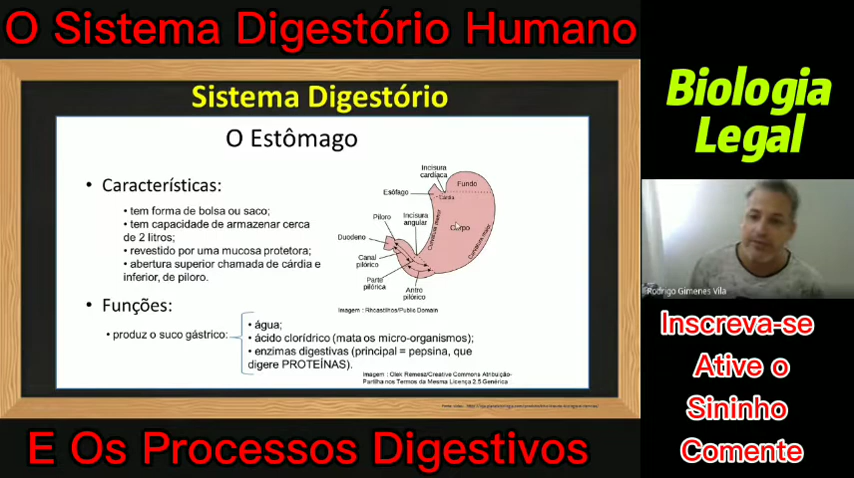 O Sistema Digestório Humano
Sistema Digestório
O Estômago
• Características:
• tem forma de bolsa ou saco;
• tem capacidade de armazenar cerca
de 2 litros;
• revestido por uma mucosa protetora;
• abertura superior chamada de cárdia e
inferior, de piloro.
• Funções:
• produz o suco gástrico:
• água;
• ácido clorídrico (mata os micro-organismos);
• enzimas digestivas (principal = pepsina, que
digere PROTEÍNAS).
Incisura
cardíaca
Fundo
Esôfago
Cárdia
Piloro
Incisura
angular
Curvatura menor
Corpo
Curvatura maior
Duodeno
Canal
pilórico
Parte
pilórica
Antro
pilórico
Imagem : Rhcastilhos/Public Domain
Imagem : Olek Remesz/Creative Commons Atribuição-
Partilha nos Termos da Mesma Licença 2.5 Genérica
E Os Processos Digestivos
Biologia
Legal
Rodrigo Gimenes Vila
Inscreva-se
Ative o
Sininho
Comente